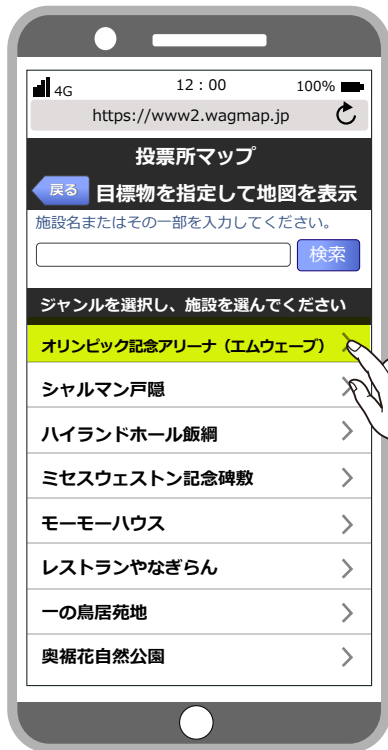 4G 12：00 100%
https://www2.wagmap.jp
投票所マップ
戻る 目標物を指定して地図を表示
施設名またはその一部を入力してください。
検索
ジャンルを選択し、施設を選んでください
オリンピック記念アリーナ（エムウェーブ）
シャルマン戸隠
ハイランドホール飯綱
ミセスウェストン記念碑敷
モーモーハウス
レストランやなぎらん
一の鳥居苑地
奥裾花自然公園